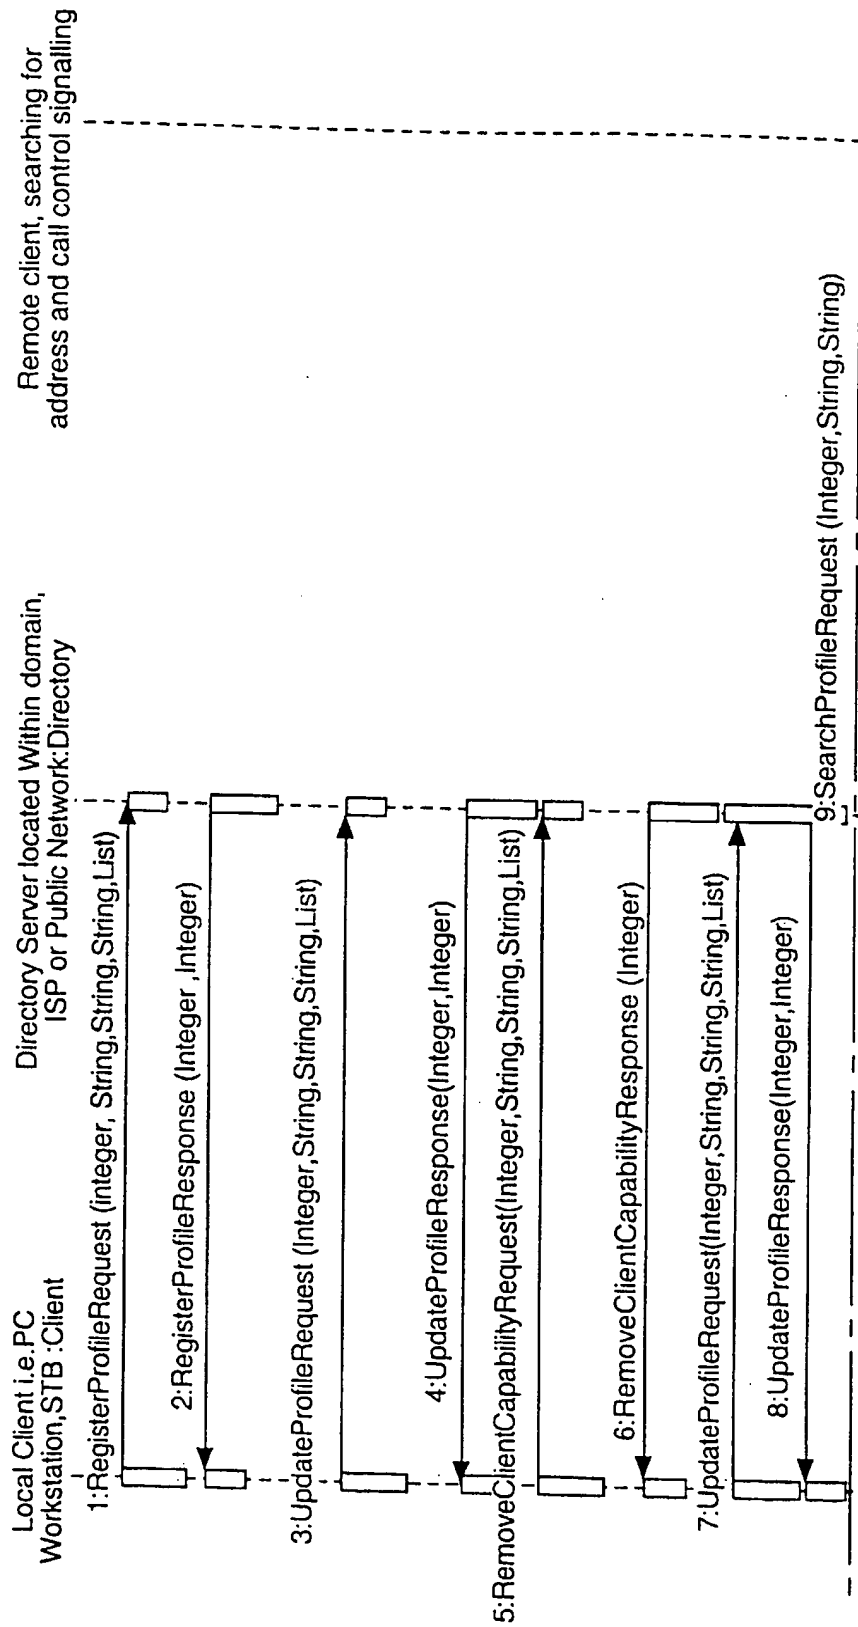 Local Client i.e.PC
Workstation,STB :Client
Directory Server located Within domain,
ISP or Public Network:Directory
Remote client, searching for
address and call control signalling
1:RegisterProfileRequest (integer, String,String,String,List)
2:RegisterProfileResponse (Integer ,Integer)
3:UpdateProfileRequest (Integer,String,String,String,List)
4:UpdateProfileResponse(Integer,Integer)
5:RemoveClientCapabilityRequest(Integer,String,String,String,List)
6:RemoveClientCapabilityResponse (Integer)
7:UpdateProfileRequest(Integer,String,String,String,List)
8:UpdateProfileResponse(Integer,Integer)
9:SearchProfileRequest (Integer,String,String)